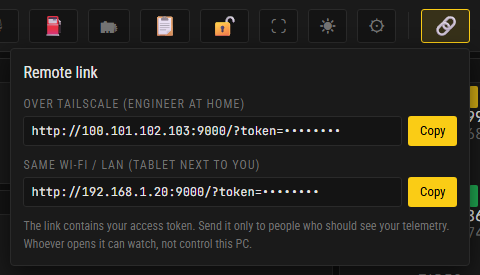 Remote link
OVER TAILSCALE (ENGINEER AT HOME)
http://100.101.102.103:9000/?token=••••••••
Copy
SAME WI-FI / LAN (TABLET NEXT TO YOU)
http://192.168.1.20:9000/?token=••••••••
Copy
The link contains your access token. Send it only to people who should see your telemetry.
Whoever opens it can watch, not control this PC.